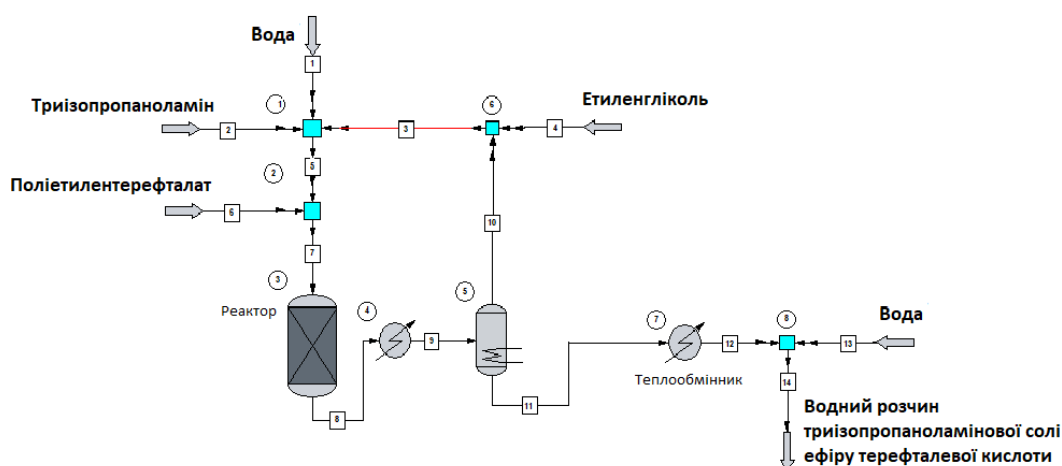 Вода
1
1
6
Етиленгліколь
Триізопропаноламін
2
3
4
5
2
Поліетилентерефталат
6
10
7
3
4
5
Реактор
7
8
Вода
9
12
13
Теплообмінник
8
11
14
Водний розчин
триізопропаноламінової солі
ефіру терефталевої кислоти